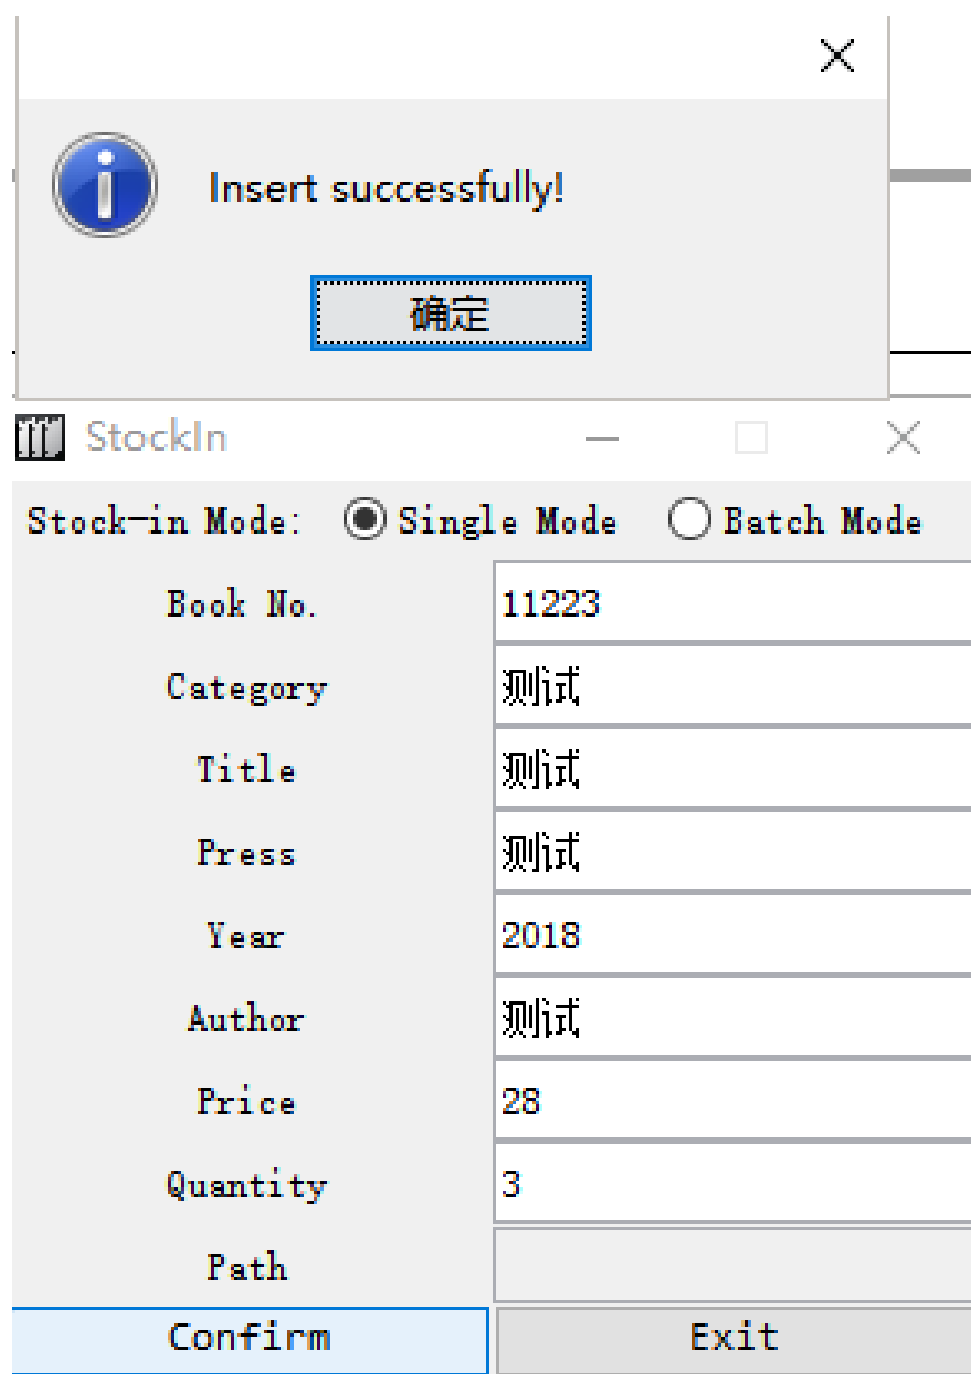 Insert successfully!
确定
StockIn
Stock-in Mode: Single Mode Batch Mode
Book No. 11223
Category 测试
Title 测试
Press 测试
Year 2018
Author 测试
Price 28
Quantity 3
Path
Confirm Exit